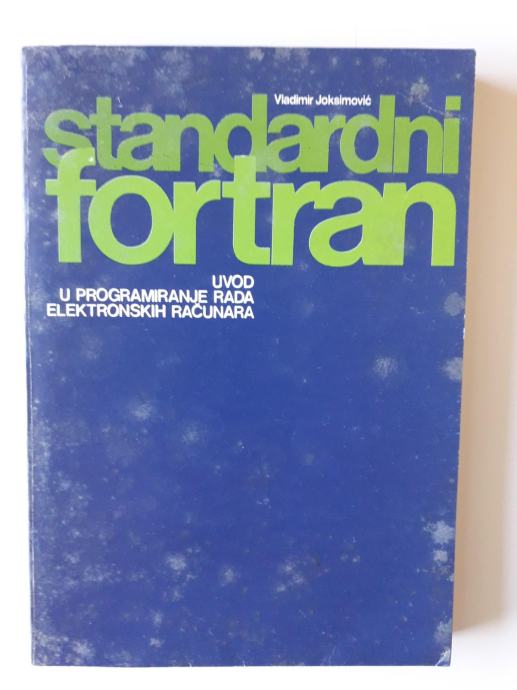 Vladimir Joksimović
standardni
fortran
UVOD
U PROGRAMIRANJE RADA
ELEKTRONSKIH RAČUNARA